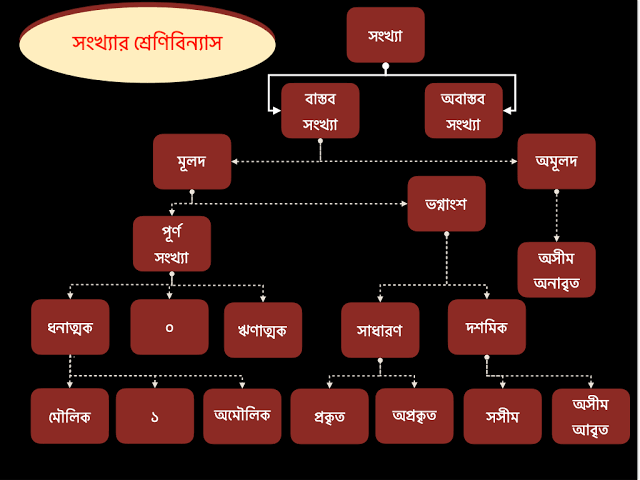 সংখ্যার শ্রেণিবিন্যাস
সংখ্যা
বাস্তব
সংখ্যা
অবাস্তব
সংখ্যা
মূলদ
অমূলদ
ভগ্নাংশ
পূর্ণ
সংখ্যা
অসীম
অনাবৃত
ধনাত্মক
০
ঋণাত্মক
সাধারণ
দশমিক
মৌলিক
১
অমৌলিক
প্রকৃত
অপ্রকৃত
সসীম
অসীম
আবৃত